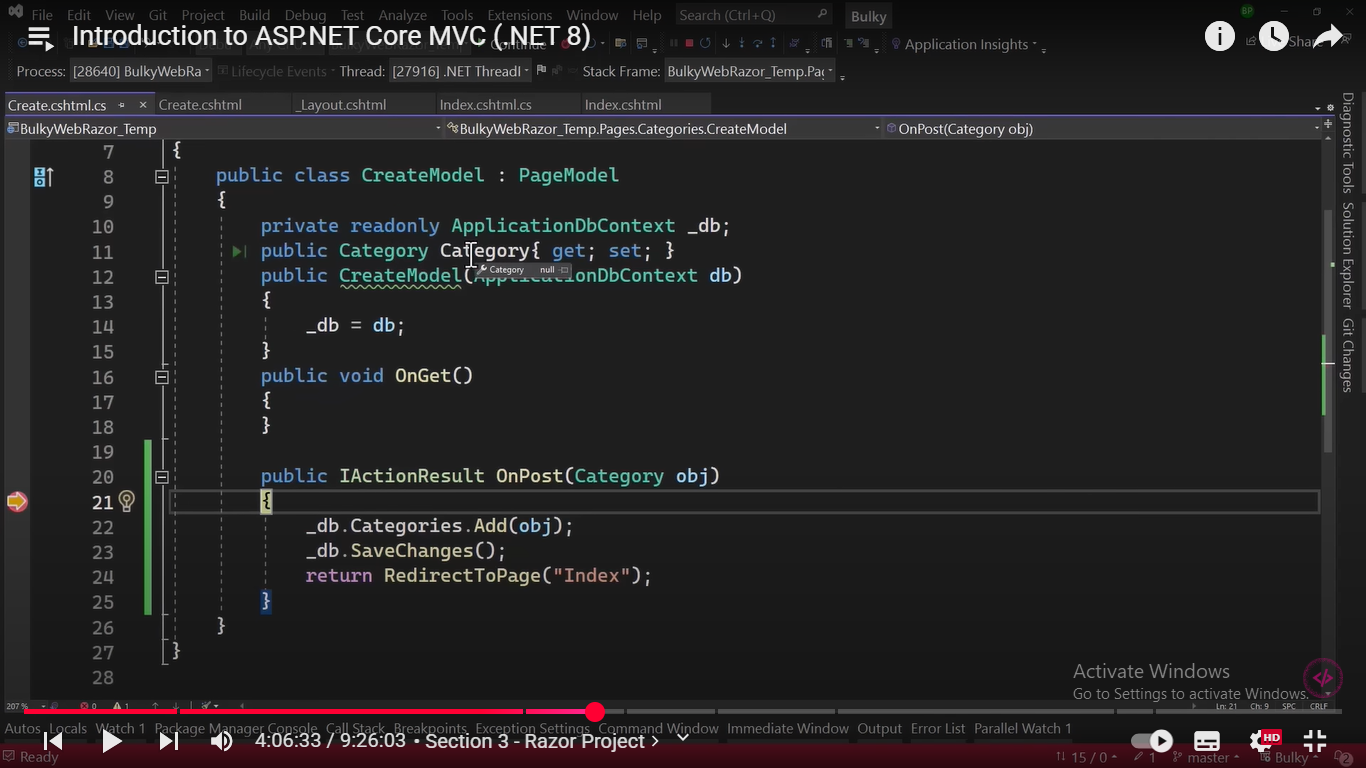 File Edit View Git Project Build Debug Test Analyze Tools Extensions Window Help Search (Ctrl+Q) Bulky
Introduction to ASP.NET Core MVC (.NET 8)
Continue Application Insights Share
Process: [28640] BulkyWebRa Lifecycle Events Thread: [27916] .NET ThreadI Stack Frame: BulkyWebRazor_Temp.Pag
Create.cshtml.cs Create.cshtml _Layout.cshtml Index.cshtml.cs Index.cshtml
BulkyWebRazor_Temp BulkyWebRazor_Temp.Pages.Categories.CreateModel OnPost(Category obj)
7 {
8 public class CreateModel : PageModel
9 {
10 private readonly ApplicationDbContext _db;
11 public Category Category{ get; set; }
Category null
12 public CreateModel(ApplicationDbContext db)
13 {
14 _db = db;
15 }
16 public void OnGet()
17 {
18 }
19
20 public IActionResult OnPost(Category obj)
21 {
22 _db.Categories.Add(obj);
23 _db.SaveChanges();
24 return RedirectToPage("Index");
25 }
26 }
27 }
28
Diagnostic Tools
Solution Explorer
Git Changes
Activate Windows
Go to Settings to activate Windows.
207 % 0 1 Ln: 21 Ch: 9 SPC CRLF
Autos Locals Watch 1 Package Manager Console Call Stack Breakpoints Exception Settings Command Window Immediate Window Output Error List Parallel Watch 1
4:06:33 / 9:26:03 • Section 3 - Razor Project HD
Ready 15 / 0 1 master Bulky 2